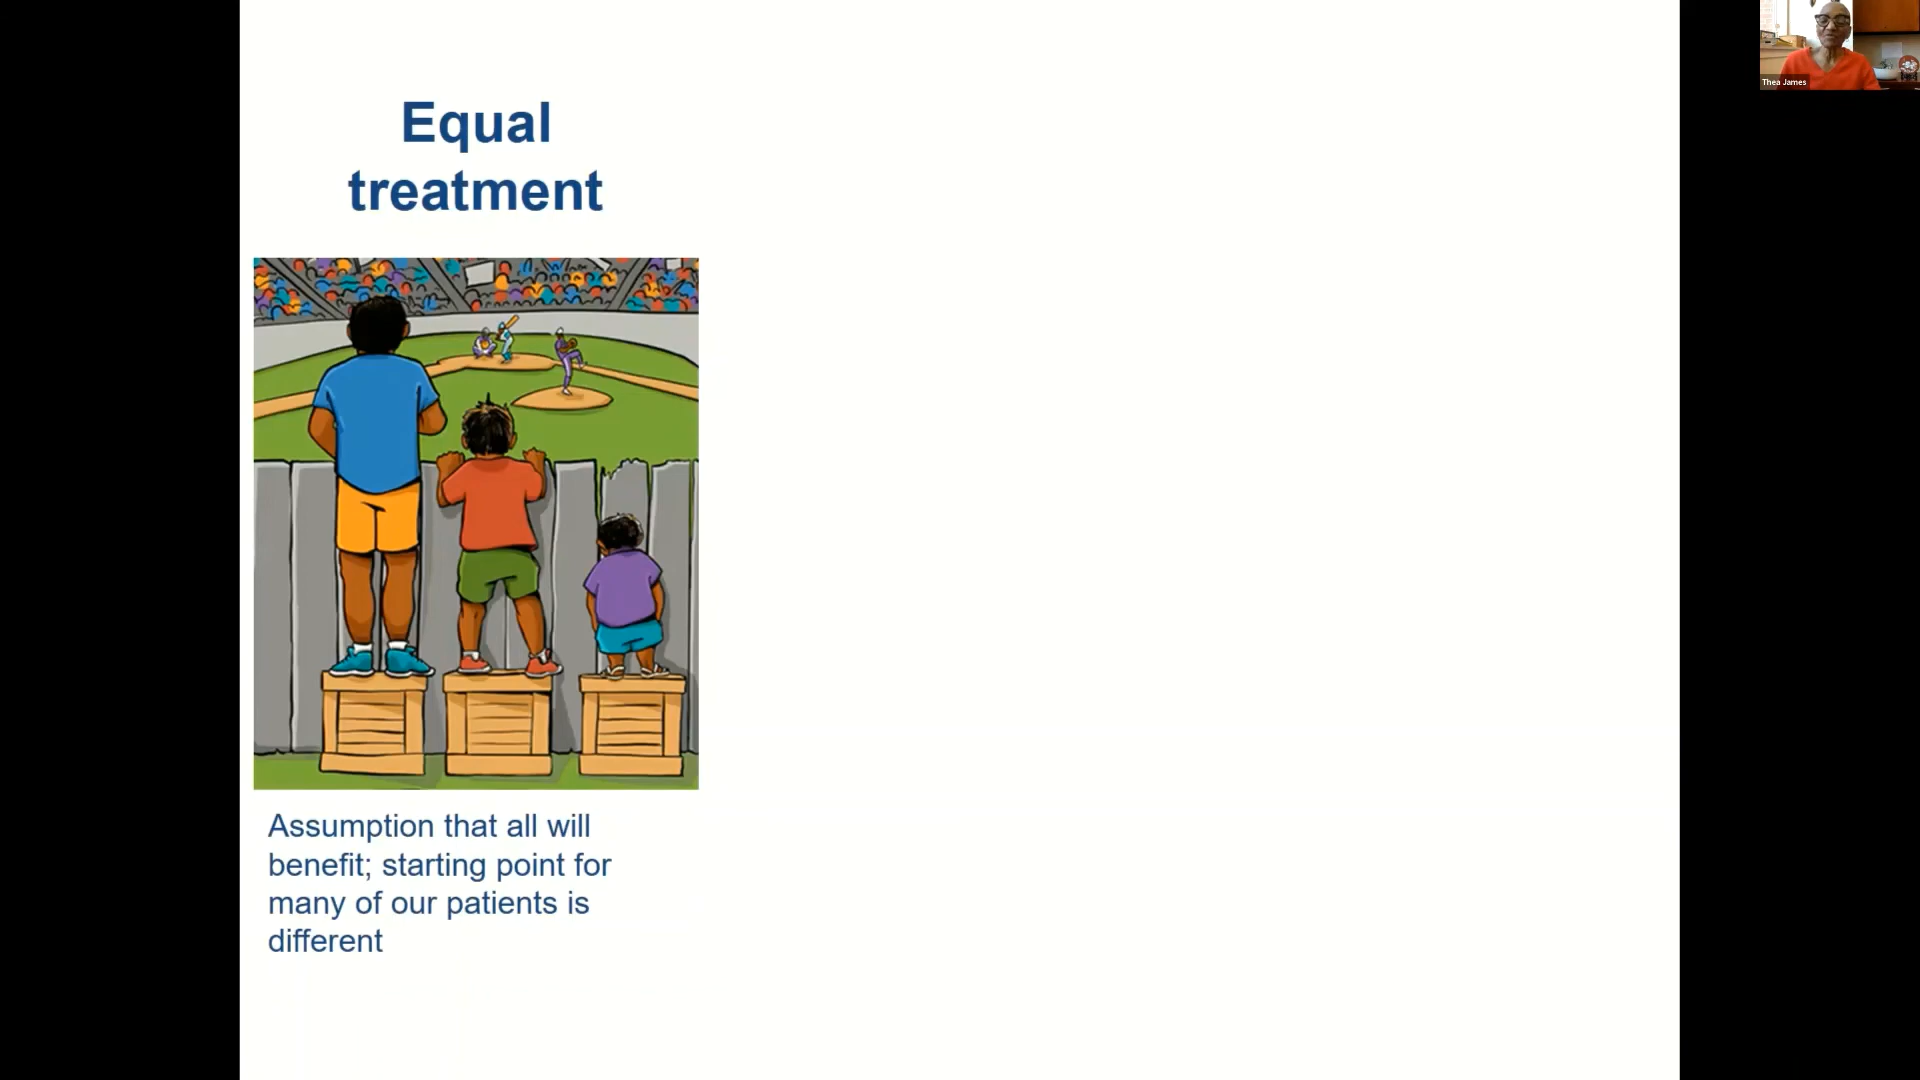 Equal
treatment
Assumption that all will
benefit; starting point for
many of our patients is
different
Thea James